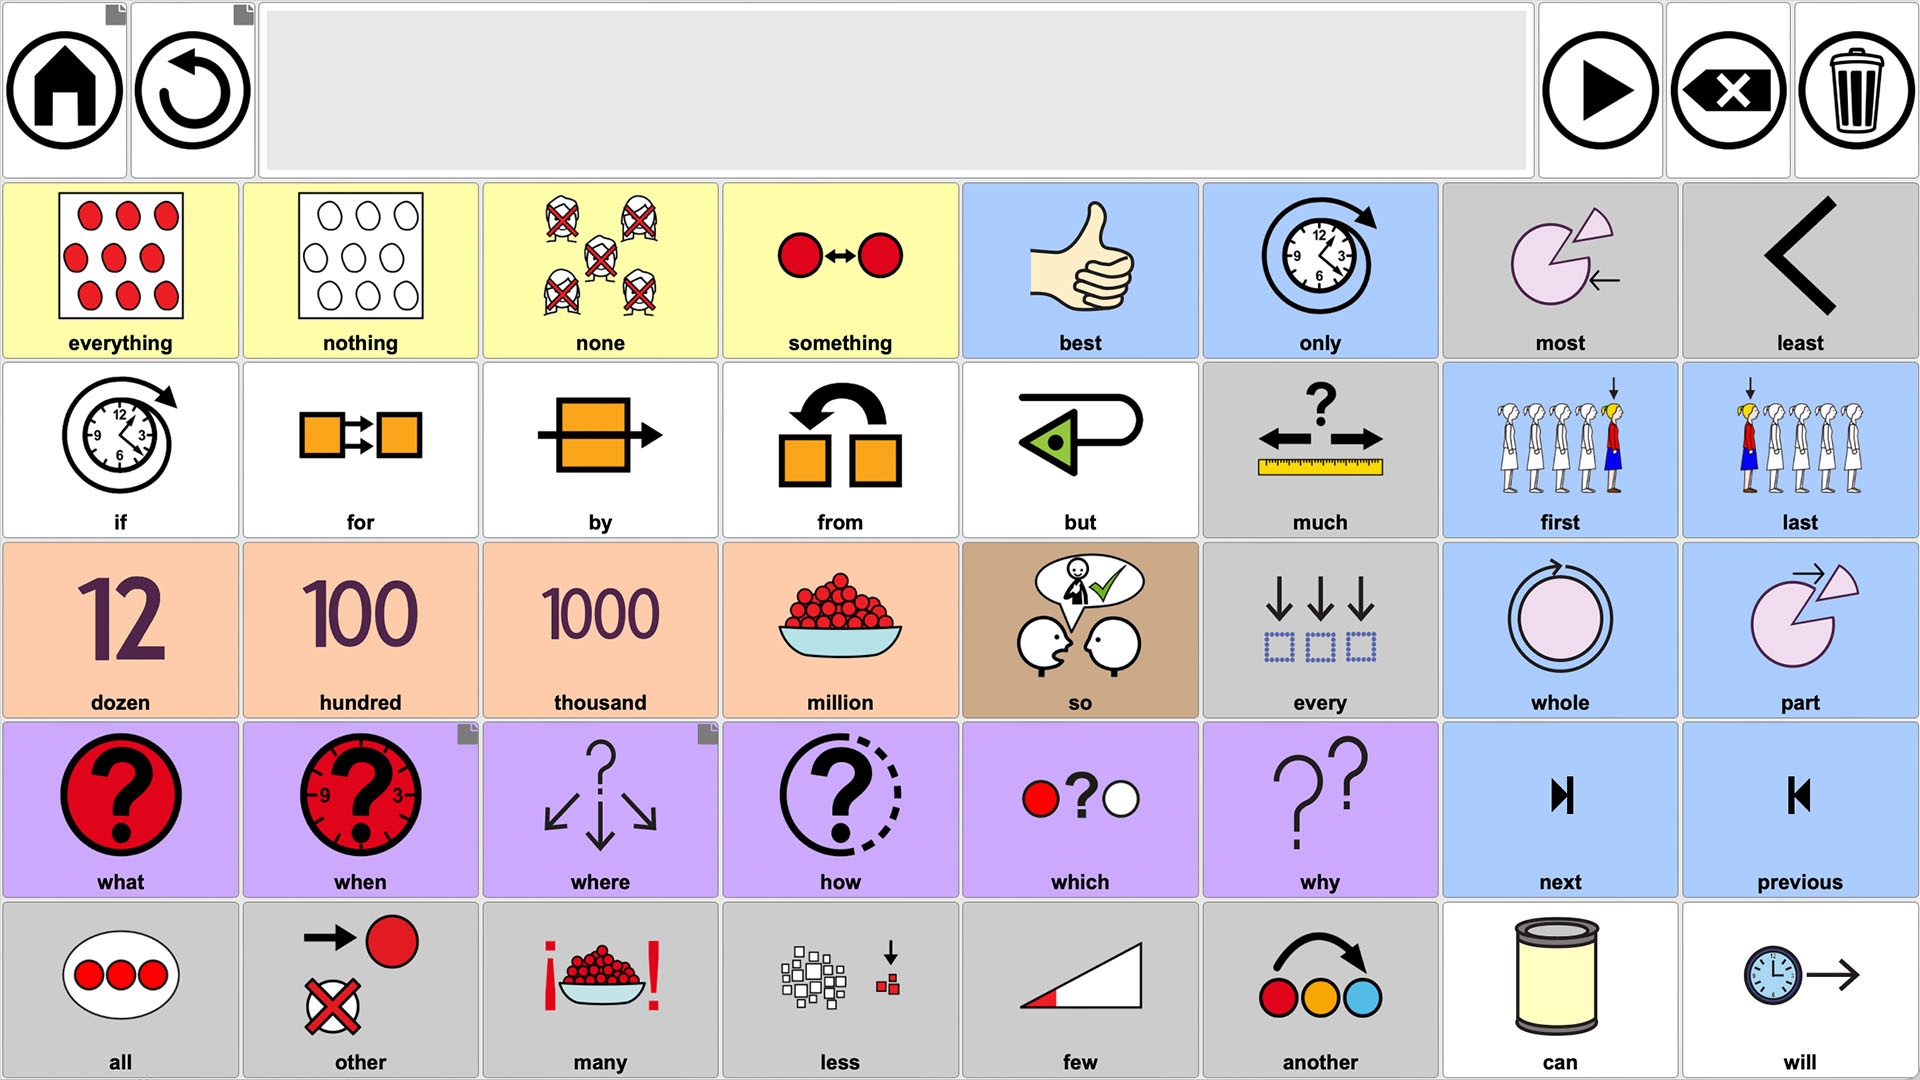 everything nothing none something best only most least
if for by from but much first last
12 100 1000
dozen hundred thousand million so every whole part
what when where how which why next previous
all other many less few another can will